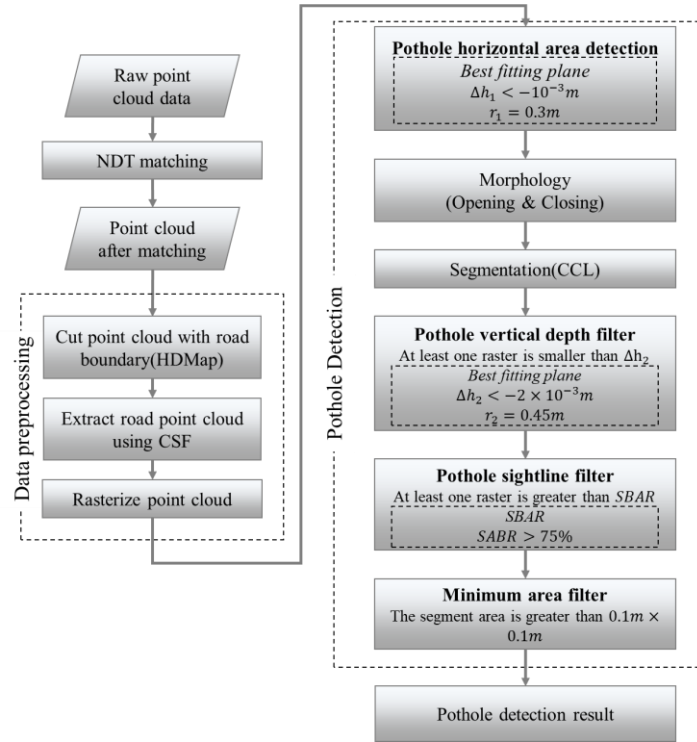 Raw point
cloud data
NDT matching
Point cloud
after matching
Data preprocessing
Cut point cloud with road
boundary(HDMap)
Extract road point cloud
using CSF
Rasterize point cloud
Pothole Detection
Pothole horizontal area detection
Best fitting plane
Δh₁ < −10⁻³m
r₁ = 0.3m
Morphology
(Opening & Closing)
Segmentation(CCL)
Pothole vertical depth filter
At least one raster is smaller than Δh₂
Best fitting plane
Δh₂ < −2 × 10⁻³m
r₂ = 0.45m
Pothole sightline filter
At least one raster is greater than SBAR
SBAR
SABR > 75%
Minimum area filter
The segment area is greater than 0.1m ×
0.1m
Pothole detection result